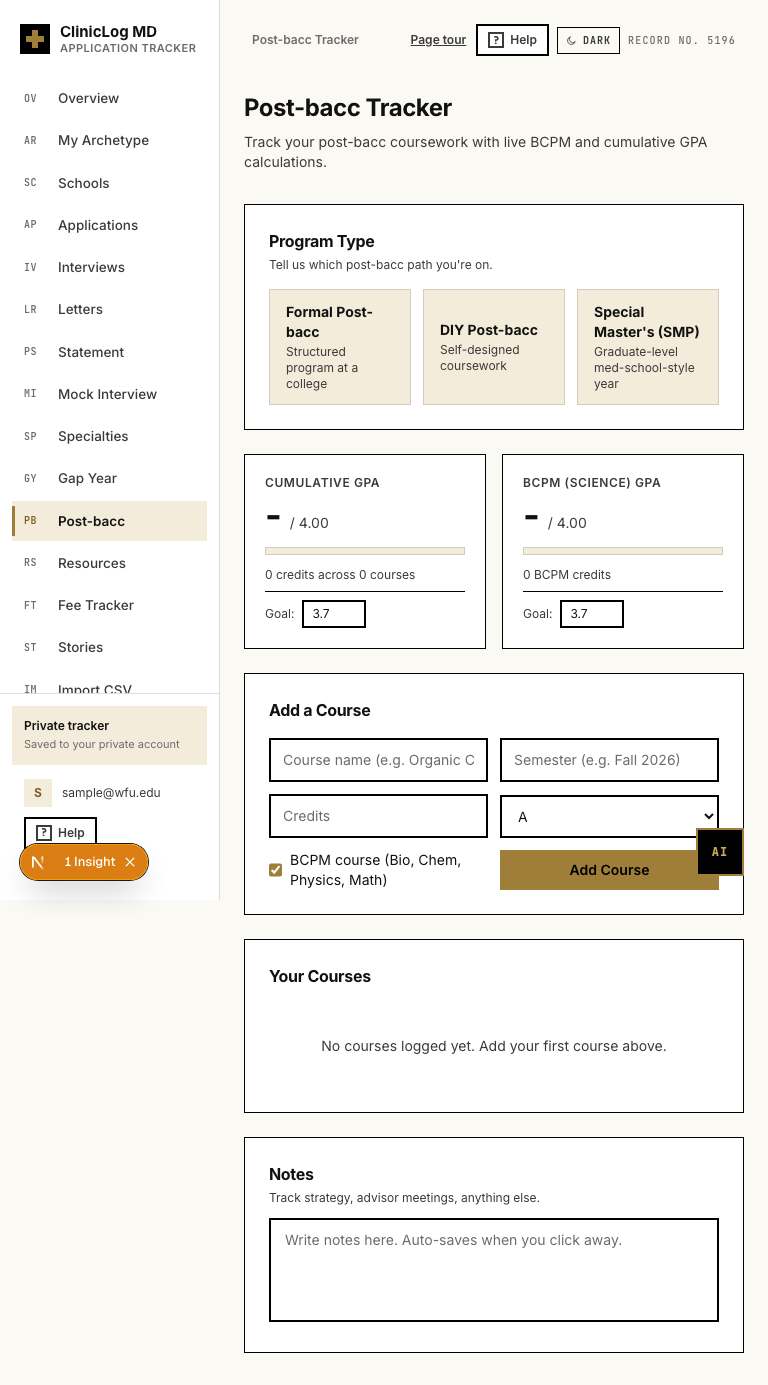 ClinicLog MD
APPLICATION TRACKER
OV Overview
AR My Archetype
SC Schools
AP Applications
IV Interviews
LR Letters
PS Statement
MI Mock Interview
SP Specialties
GY Gap Year
PB Post-bacc
RS Resources
FT Fee Tracker
ST Stories
IM Import CSV
Private tracker
Saved to your private account
S sample@wfu.edu
? Help
N 1 Insight
Post-bacc Tracker Page tour ? Help DARK RECORD NO. 5196
Post-bacc Tracker
Track your post-bacc coursework with live BCPM and cumulative GPA
calculations.
Program Type
Tell us which post-bacc path you're on.
Formal Post-
bacc
Structured
program at a
college
DIY Post-bacc
Self-designed
coursework
Special
Master's (SMP)
Graduate-level
med-school-style
year
CUMULATIVE GPA
- / 4.00
0 credits across 0 courses
Goal: 3.7
BCPM (SCIENCE) GPA
- / 4.00
0 BCPM credits
Goal: 3.7
Add a Course
Course name (e.g. Organic C
Semester (e.g. Fall 2026)
Credits
A
BCPM course (Bio, Chem,
Physics, Math)
Add Course
AI
Your Courses
No courses logged yet. Add your first course above.
Notes
Track strategy, advisor meetings, anything else.
Write notes here. Auto-saves when you click away.